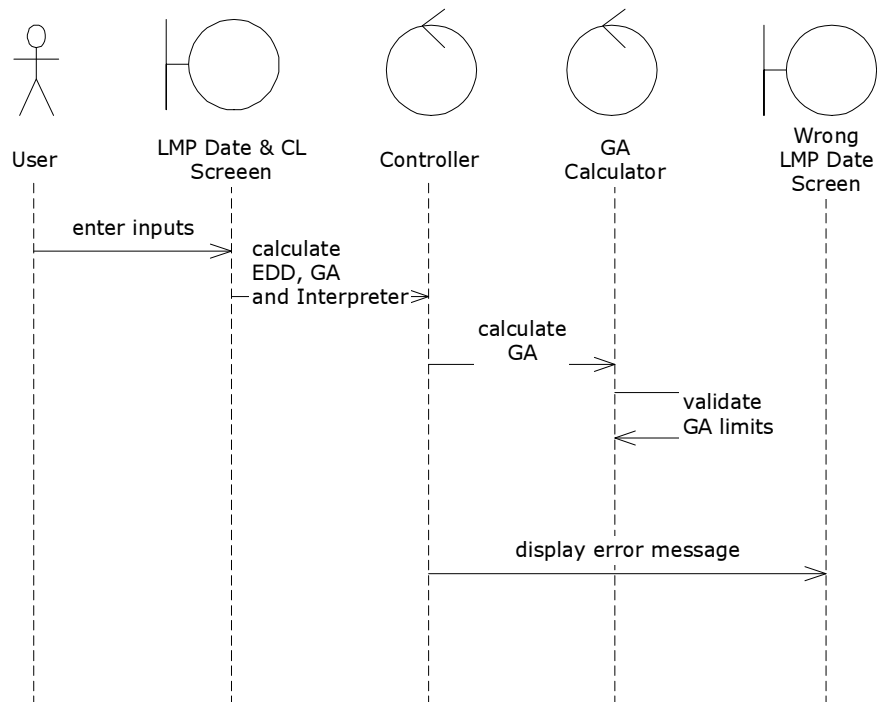 User
LMP Date & CL
Screeen
Controller
GA
Calculator
Wrong
LMP Date
Screen
enter inputs
calculate
EDD, GA
and Interpreter
calculate
GA
validate
GA limits
display error message